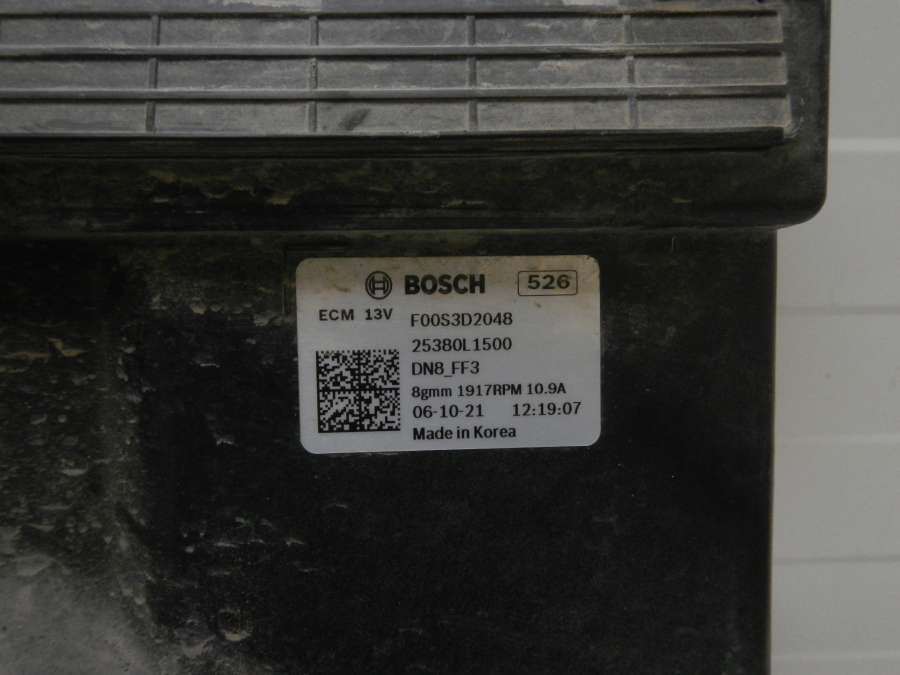 BOSCH 526
ECM 13V F00S3D2048
25380L1500
DN8_FF3
8gmm 1917RPM 10.9A
06-10-21 12:19:07
Made in Korea